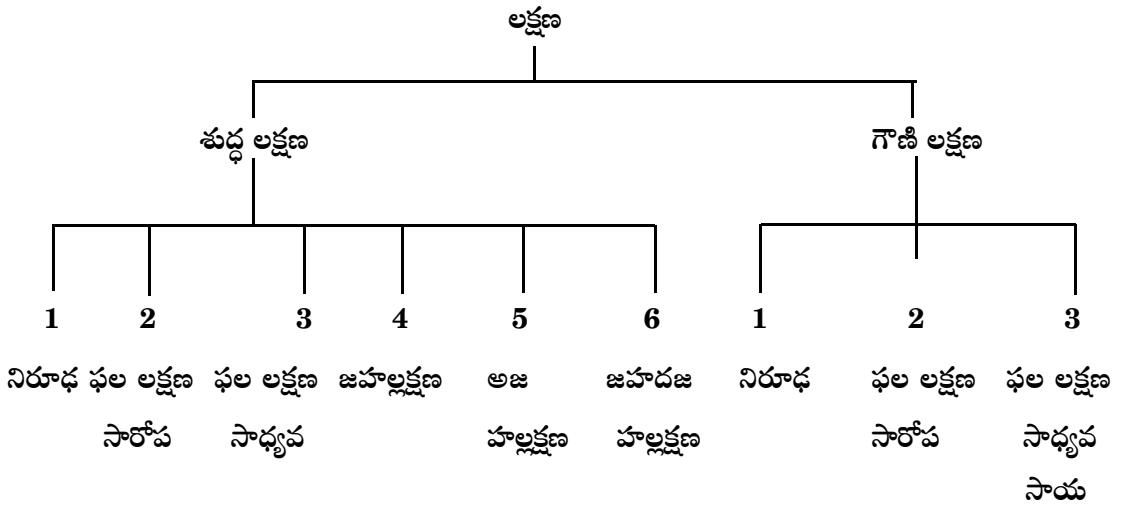 లక్షణ
శుద్ధ లక్షణ గౌణి లక్షణ
1 2 3 4 5 6 1 2 3
నిరూఢ ఫల లక్షణ ఫల లక్షణ జహల్లక్షణ అజ జహదజ నిరూఢ ఫల లక్షణ ఫల లక్షణ
సారోప సాధ్యవ హల్లక్షణ హల్లక్షణ సారోప సాధ్యవ
సాయ